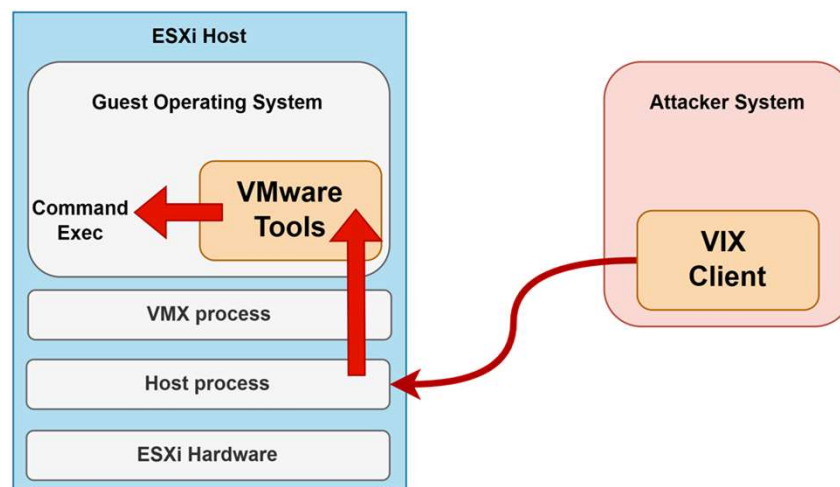 ESXi Host
Guest Operating System
VMware
Tools
Command
Exec
VMX process
Host process
ESXi Hardware
Attacker System
VIX
Client